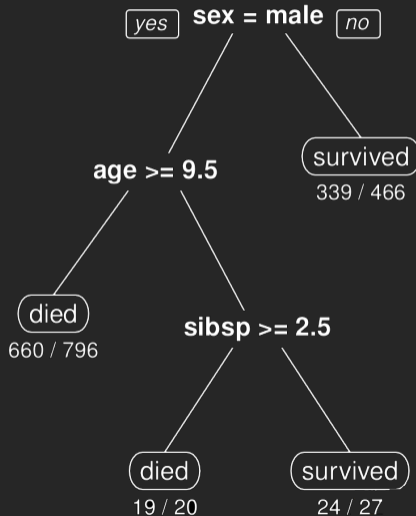 yes sex = male no
survived
339 / 466
age >= 9.5
died
660 / 796
sibsp >= 2.5
died survived
19 / 20 24 / 27